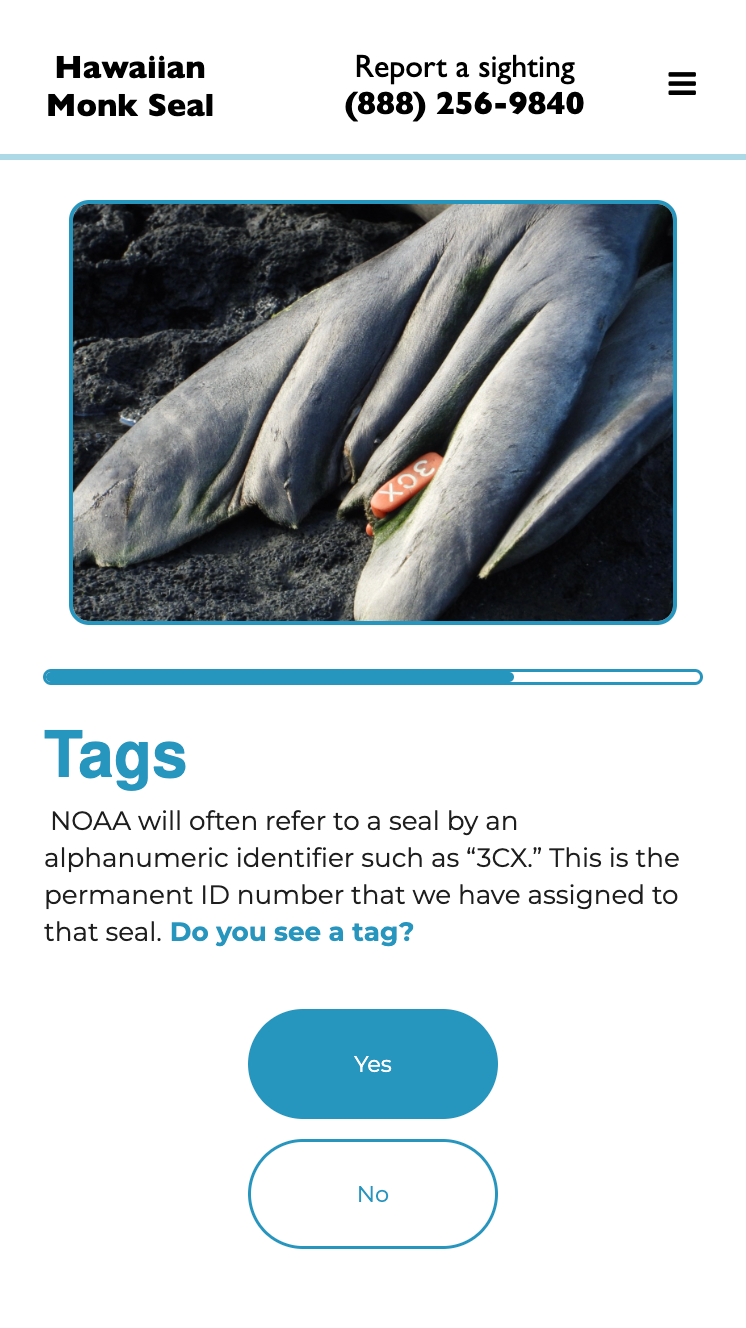 Hawaiian
Monk Seal
Report a sighting
(888) 256-9840
3CX
Tags
NOAA will often refer to a seal by an
alphanumeric identifier such as “3CX.” This is the
permanent ID number that we have assigned to
that seal. Do you see a tag?
Yes
No